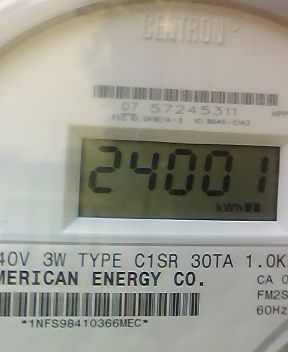 CENTRON®
07 57245311
24001
kWh
40V 3W TYPE C1SR 30TA 1.0K
MERICAN ENERGY CO.
CA 0
FM2S
60Hz
*1NFS98410366MEC*